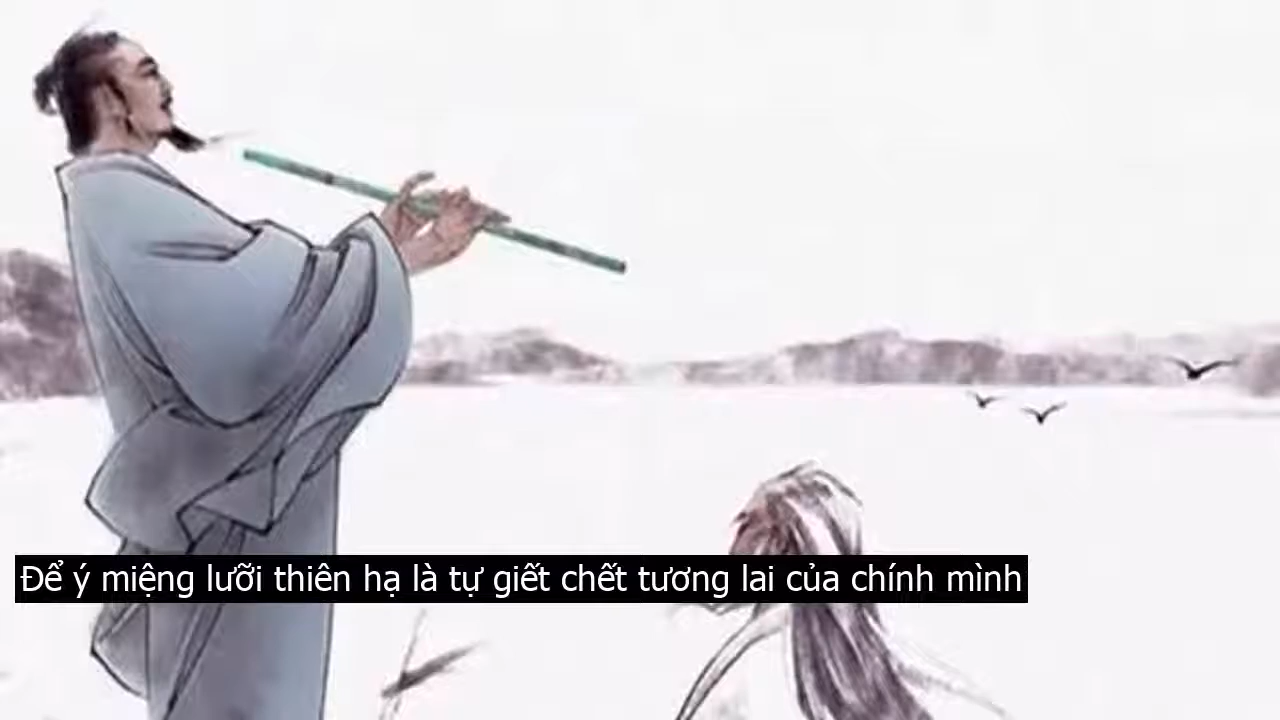 Để ý miệng lưỡi thiên hạ là tự giết chết tương lai của chính mình